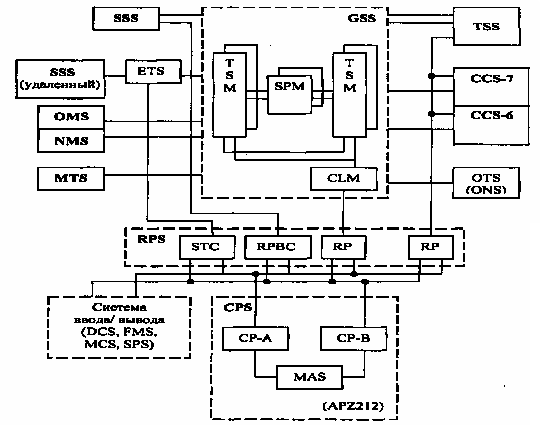 SSS
GSS
TSS
SSS
(удаленный)
ETS
T
S
M
SPM
T
S
M
CCS-7
CCS-6
OMS
NMS
MTS
CLM
OTS
(ONS)
RPS
STC
RPBC
RP
RP
Система
ввода/ вывода
(DCS, FMS,
MCS, SPS)
CPS
CP-A
CP-B
MAS
(APZ212)